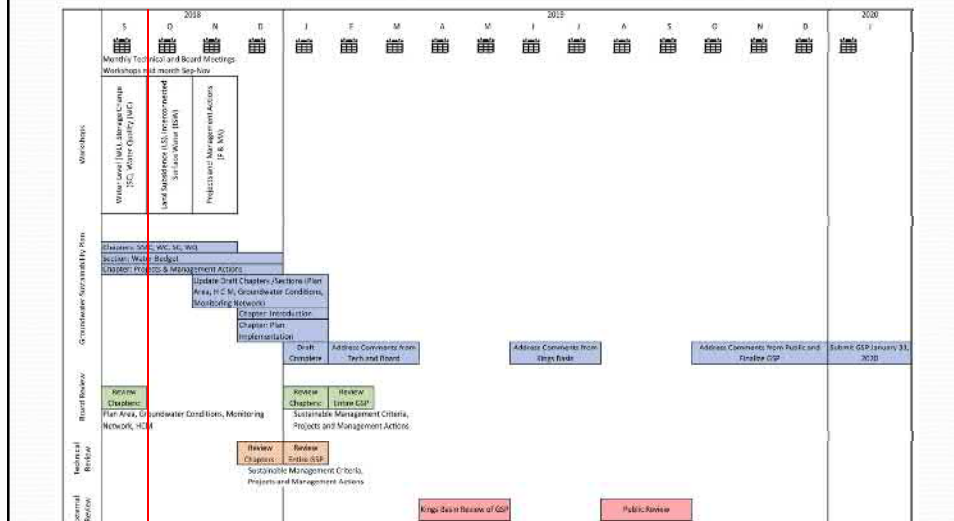 2018 2019 2020
S O N D J F M A M J J A S O N D J
Monthly Technical and Board Meetings
Workshops mid month Sep-Nov
Workshops
Water Level (WL), Storage Change
(SC), Water Quality (WC)
Land Subsidence (LS), Interconnected
Surface Water (ISW)
Projects and Management Actions
(P & MA)
Groundwater Sustainability Plan
Chapters: SMC, WC, SC, WQ
Section: Water Budget
Chapter: Projects & Management Actions
Update Draft Chapters /Sections (Plan
Area, H C M, Groundwater Conditions,
Monitoring Network)
Chapter: Introduction
Chapter: Plan
Implementation
Draft
Complete
Address Comments from
Tech and Board
Address Comments from
Kings Basin
Address Comments from Public and
Finalize GSP
Submit GSP January 31,
2020
Board Review
Review
Chapters:
Plan Area, Groundwater Conditions, Monitoring
Network, HCM
Review
Chapters:
Review
Entire GSP
Sustainable Management Criteria,
Projects and Management Actions
Technical
Review
Review
Chapters
Review
Entire GSP
Sustainable Management Criteria,
Projects and Management Actions
Review
Kings Basin Review of GSP
Public Review